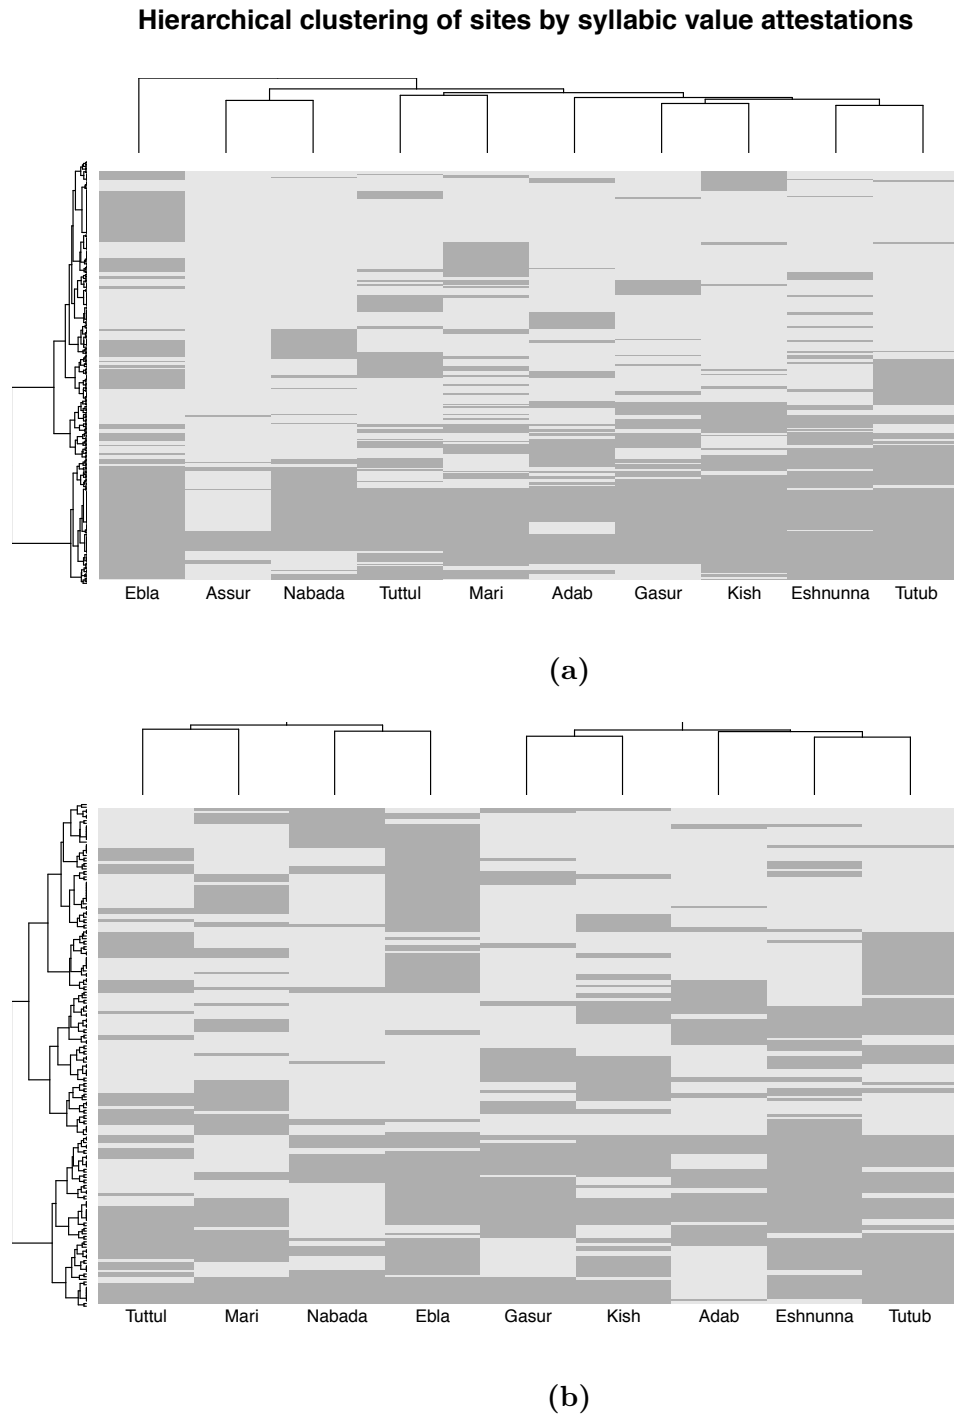 Hierarchical clustering of sites by syllabic value attestations
Ebla Assur Nabada Tuttul Mari Adab Gasur Kish Eshnunna Tutub
(a)
Tuttul Mari Nabada Ebla Gasur Kish Adab Eshnunna Tutub
(b)